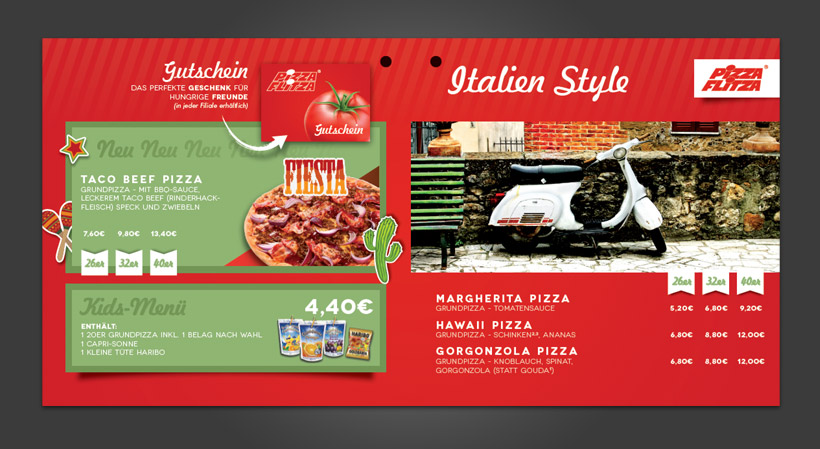 Gutschein
DAS PERFEKTE GESCHENK FÜR
HUNGRIGE FREUNDE
(in jeder Filiale erhältlich)
PIZZA
FLITZA®
Gutschein
Neu Neu Neu
TACO BEEF PIZZA
GRUNDPIZZA - MIT BBQ-SAUCE,
LECKEREM TACO BEEF (RINDERHACK-
FLEISCH) SPECK UND ZWIEBELN
7,60€ 9,80€ 13,40€
26er 32er 40er
FIESTA
Kids-Menü
4,40€
ENTHÄLT:
1 20ER GRUNDPIZZA INKL. 1 BELAG NACH WAHL
1 CAPRI-SONNE
1 KLEINE TÜTE HARIBO
HARIBO
Italien Style
PIZZA
FLITZA®
26er 32er 40er
MARGHERITA PIZZA
GRUNDPIZZA - TOMATENSAUCE 5,20€ 6,80€ 9,20€
HAWAII PIZZA
GRUNDPIZZA - SCHINKEN, ANANAS 6,80€ 8,80€ 12,00€
GORGONZOLA PIZZA
GRUNDPIZZA - KNOBLAUCH, SPINAT, 6,80€ 8,80€ 12,00€
GORGONZOLA (STATT GOUDA¹)